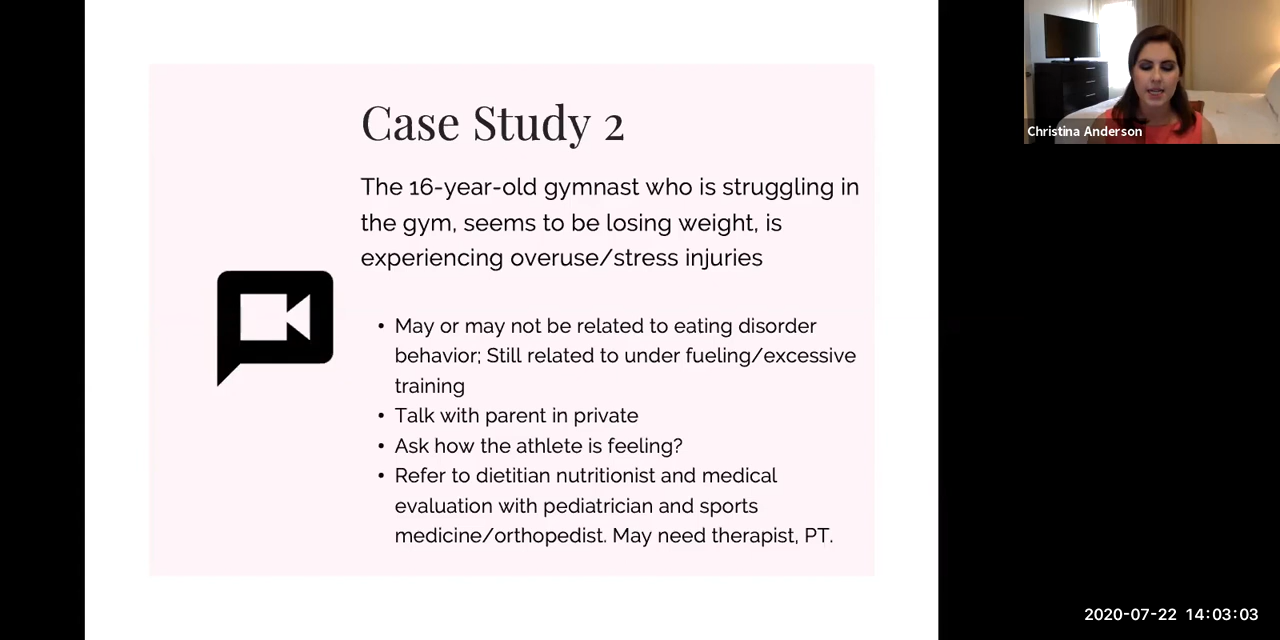 Case Study 2
The 16-year-old gymnast who is struggling in
the gym, seems to be losing weight, is
experiencing overuse/stress injuries
• May or may not be related to eating disorder
behavior; Still related to under fueling/excessive
training
• Talk with parent in private
• Ask how the athlete is feeling?
• Refer to dietitian nutritionist and medical
evaluation with pediatrician and sports
medicine/orthopedist. May need therapist, PT.
Christina Anderson
2020-07-22 14:03:03